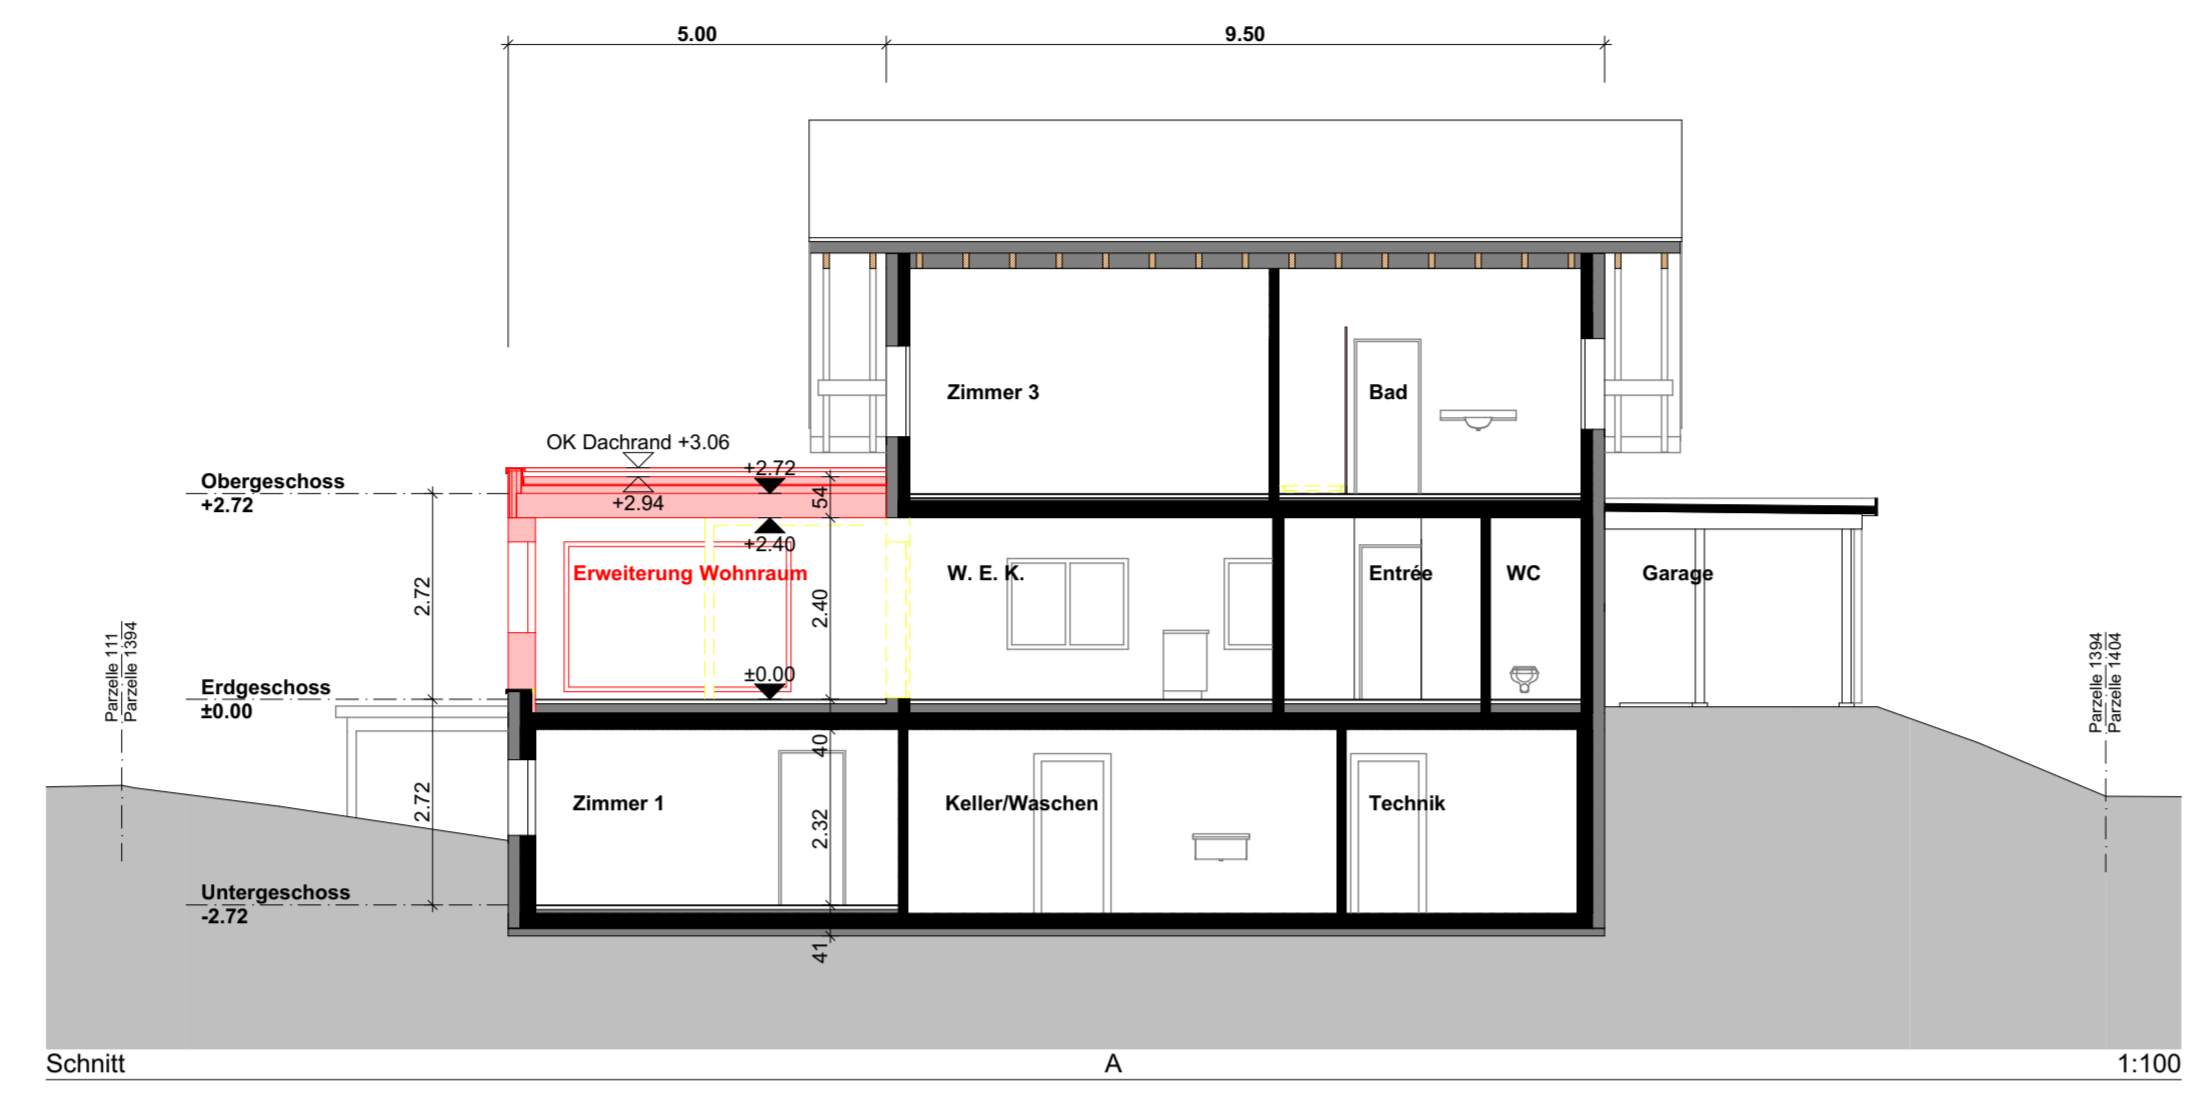 5.00
9.50
Zimmer 3
Bad
OK Dachrand +3.06
+2.72
+2.94
54
Obergeschoss
+2.72
+2.40
Erweiterung Wohnraum
W. E. K.
Entrée
WC
Garage
2.72
2.40
±0.00
Parzelle 111
Parzelle 1394
Erdgeschoss
±0.00
Parzelle 1394
Parzelle 1404
40
2.72
Zimmer 1
2.32
Keller/Waschen
Technik
Untergeschoss
-2.72
41
Schnitt
A
1:100